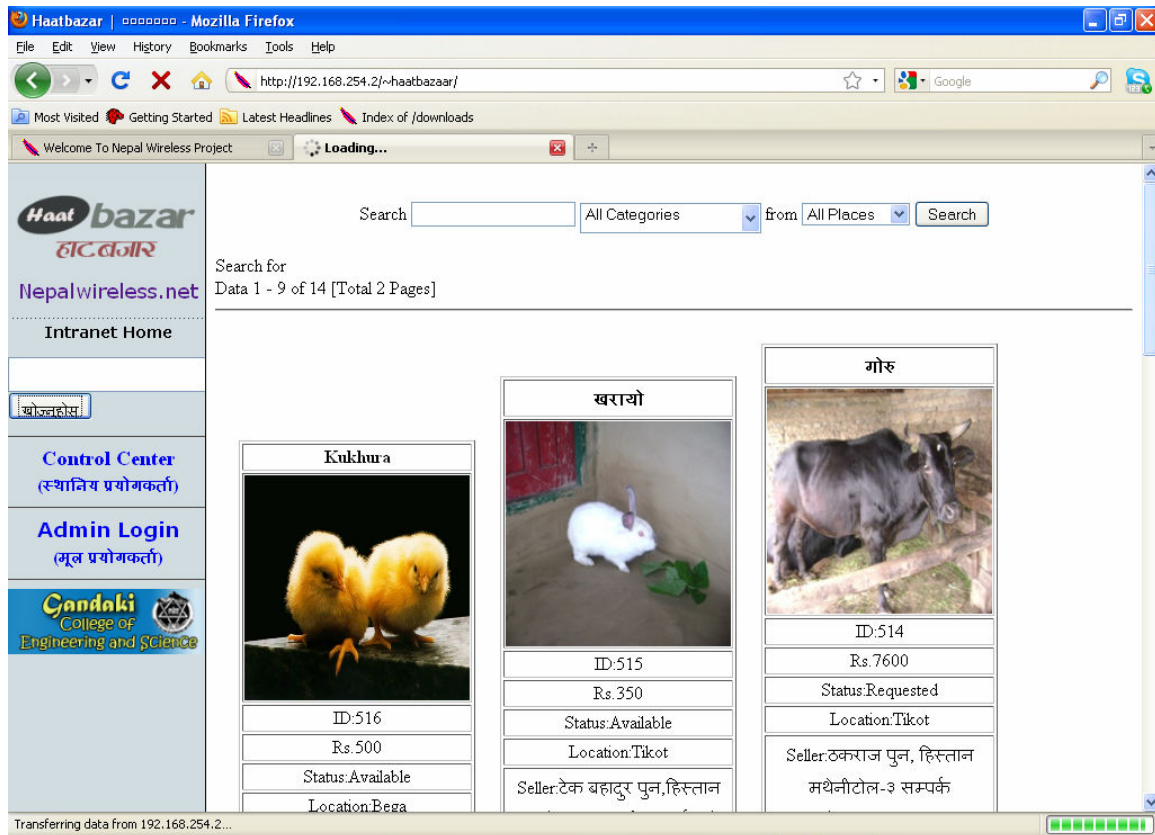 Haatbazar | ▯▯▯▯▯▯▯ - Mozilla Firefox
File Edit View History Bookmarks Tools Help
http://192.168.254.2/~haatbazaar/
Google
Most Visited Getting Started Latest Headlines Index of /downloads
Welcome To Nepal Wireless Project
Loading...
Haat bazar
हाट बजार
Nepalwireless.net
Intranet Home
खोज्नुहोस
Control Center
(स्थानिय प्रयोगकर्ता)
Admin Login
(मूल प्रयोगकर्ता)
Gandaki
College of
Engineering and Science
Search All Categories from All Places Search
Search for
Data 1 - 9 of 14 [Total 2 Pages]
Kukhura
ID:516
Rs.500
Status:Available
Location:Bega
खरायो
ID:515
Rs.350
Status:Available
Location:Tikot
Seller:टेक बहादुर पुन,हिस्तान
गोरु
ID:514
Rs.7600
Status:Requested
Location:Tikot
Seller:ठकराज पुन, हिस्तान
मथैनीटोल-३ सम्पर्क
Transferring data from 192.168.254.2...